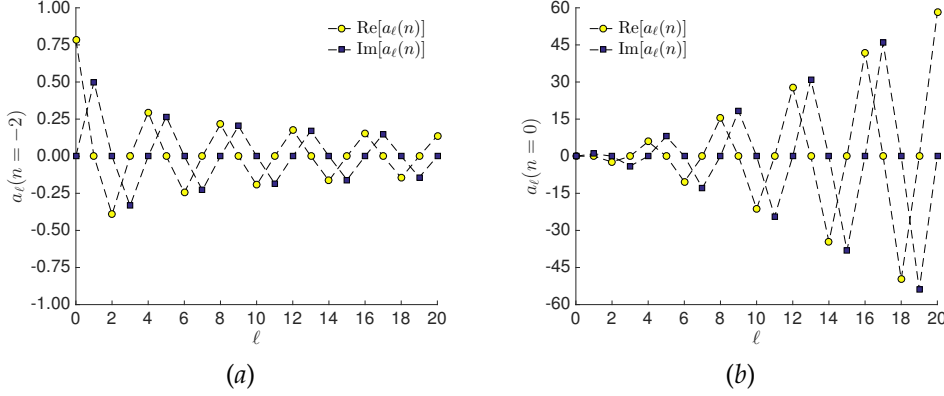 1.00
0.75
0.50
0.25
0.00
-0.25
-0.50
-0.75
-1.00
aℓ(n = −2)
Re[aℓ(n)]
Im[aℓ(n)]
0 2 4 6 8 10 12 14 16 18 20
ℓ
(a)
60
45
30
15
0
-15
-30
-45
-60
aℓ(n = 0)
Re[aℓ(n)]
Im[aℓ(n)]
0 2 4 6 8 10 12 14 16 18 20
ℓ
(b)